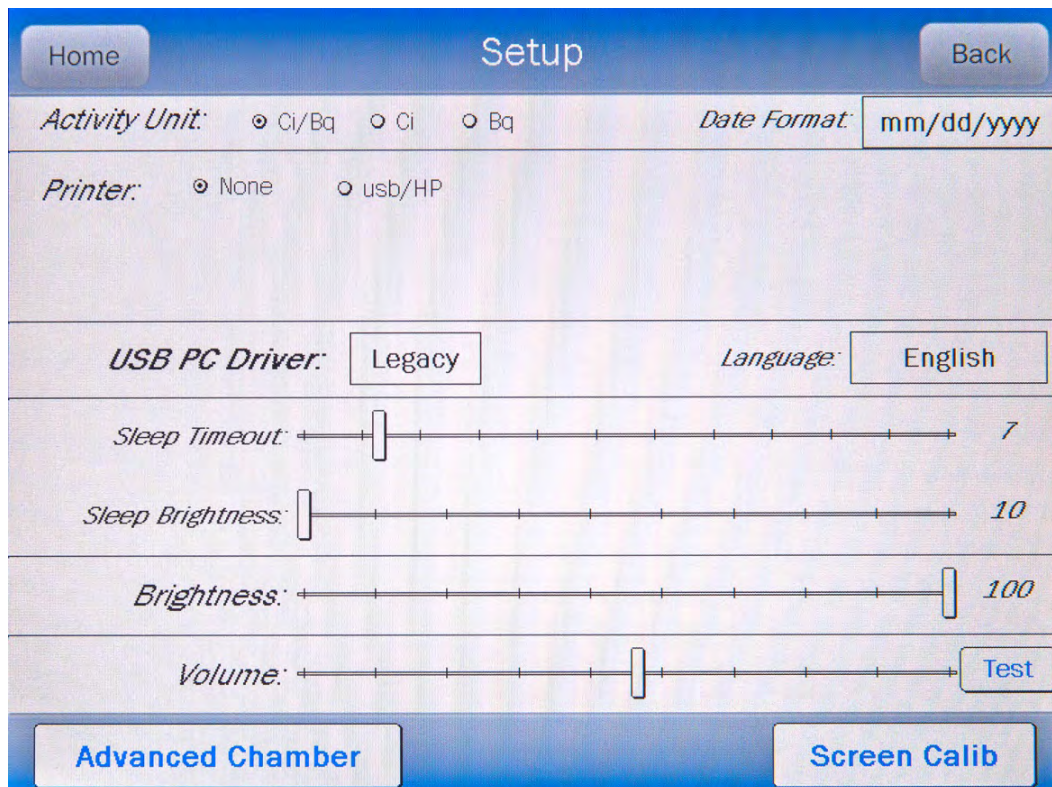 Home Setup Back
Activity Unit: Ci/Bq Ci Bq Date Format: mm/dd/yyyy
Printer: None usb/HP
USB PC Driver: Legacy Language: English
Sleep Timeout: 7
Sleep Brightness: 10
Brightness: 100
Volume: Test
Advanced Chamber Screen Calib